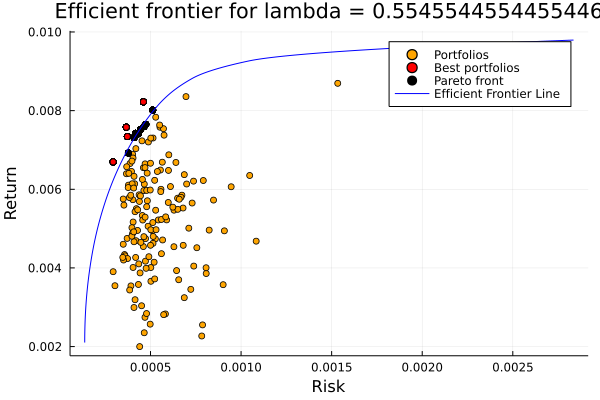 Efficient frontier for lambda = 0.5545544554455446
0.010
Portfolios
Best portfolios
Pareto front
Efficient Frontier Line
0.008
0.006
0.004
0.002
Return
0.0005
0.0010
0.0015
0.0020
0.0025
Risk